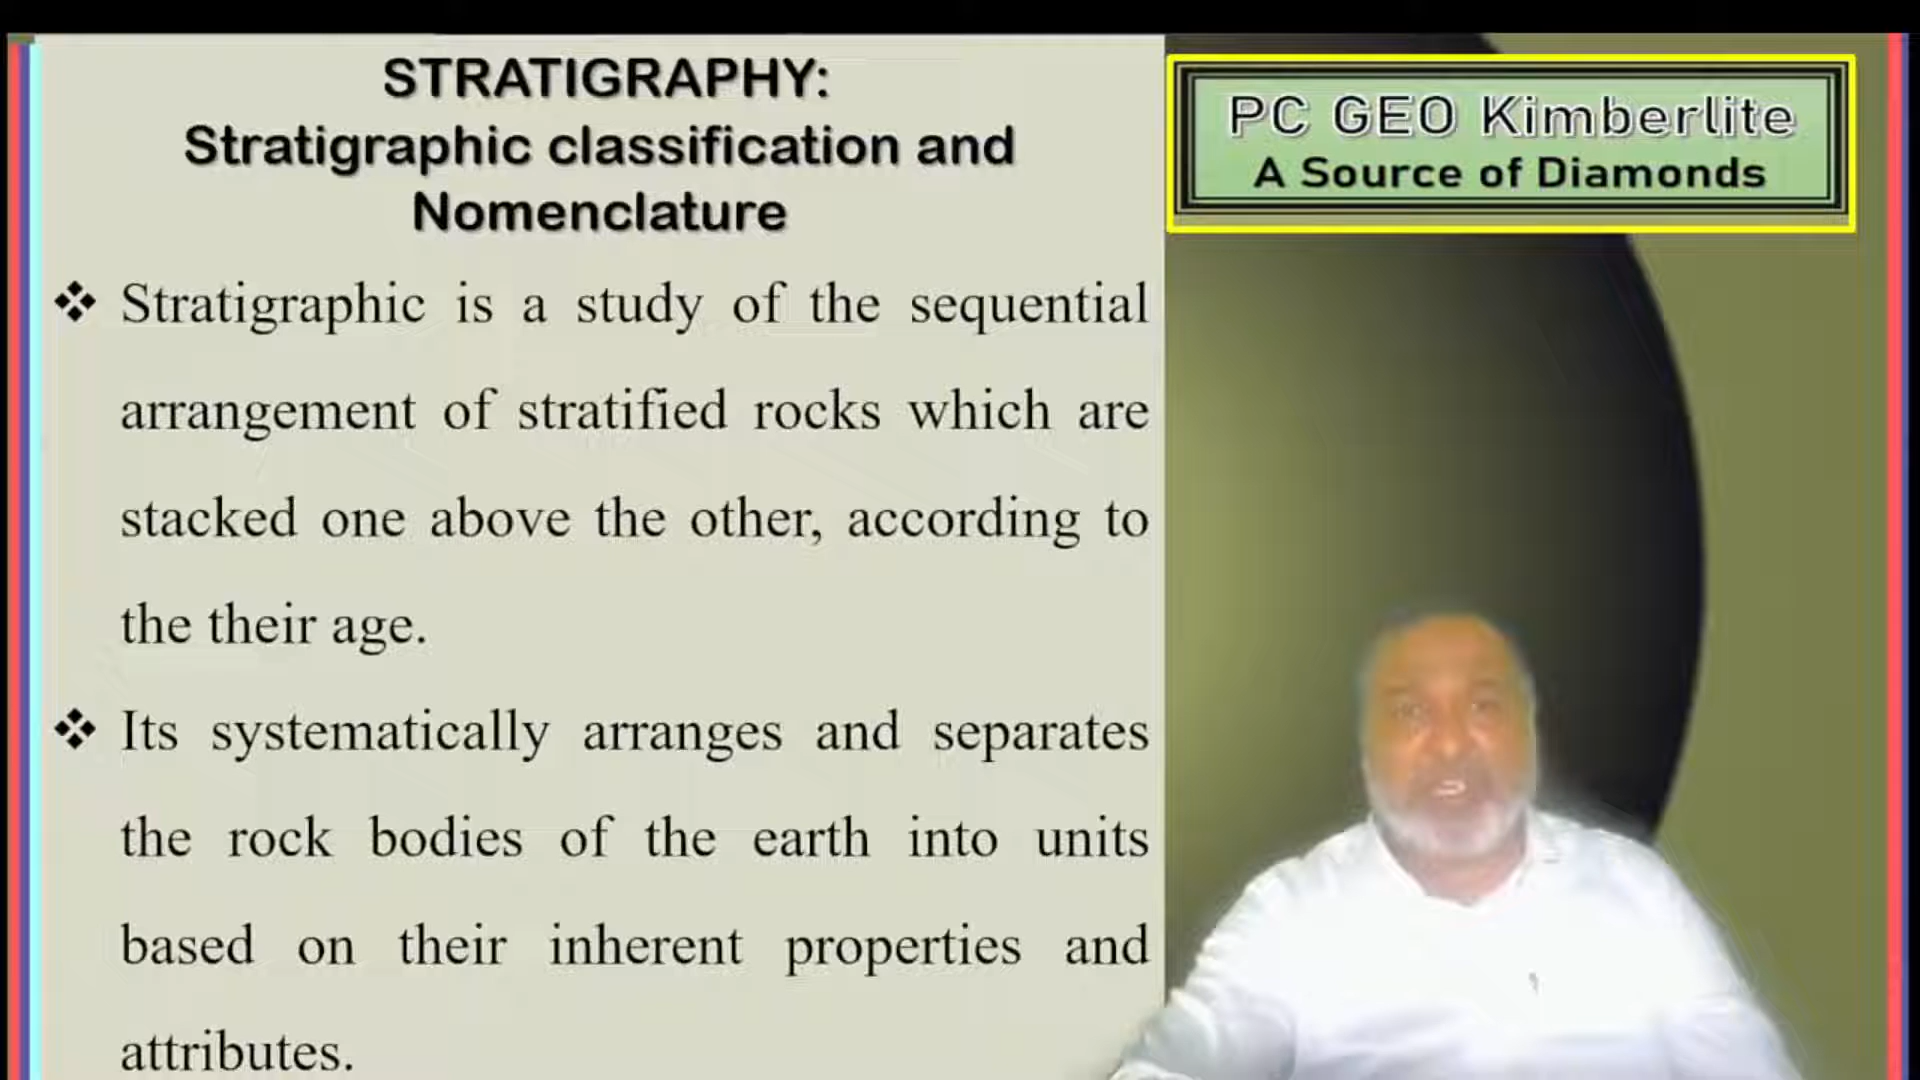 STRATIGRAPHY:
Stratigraphic classification and
Nomenclature
Stratigraphic is a study of the sequential
arrangement of stratified rocks which are
stacked one above the other, according to
the their age.
Its systematically arranges and separates
the rock bodies of the earth into units
based on their inherent properties and
attributes.
PC GEO Kimberlite
A Source of Diamonds